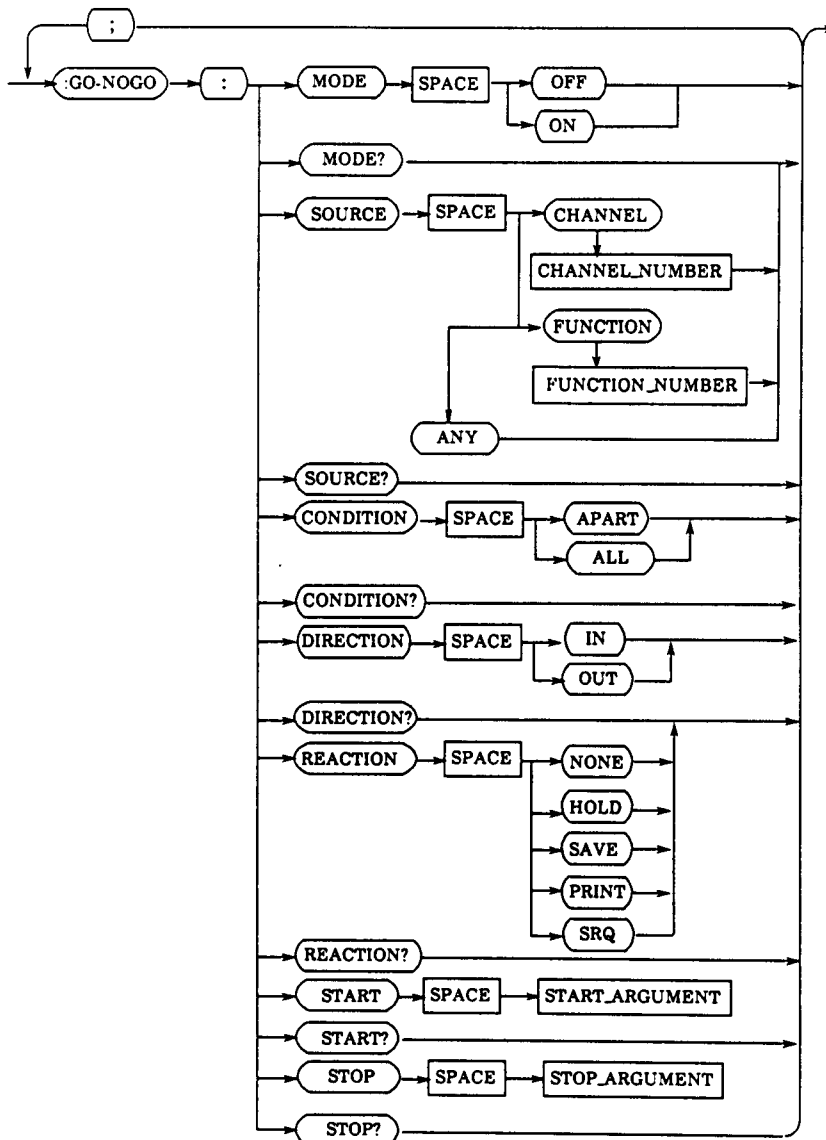 ;
:GO-NOGO : MODE SPACE OFF
ON
MODE?
SOURCE SPACE CHANNEL
CHANNEL_NUMBER
FUNCTION
FUNCTION_NUMBER
ANY
SOURCE?
CONDITION SPACE APART
ALL
CONDITION?
DIRECTION SPACE IN
OUT
DIRECTION?
REACTION SPACE NONE
HOLD
SAVE
PRINT
SRQ
REACTION?
START SPACE START_ARGUMENT
START?
STOP SPACE STOP_ARGUMENT
STOP?